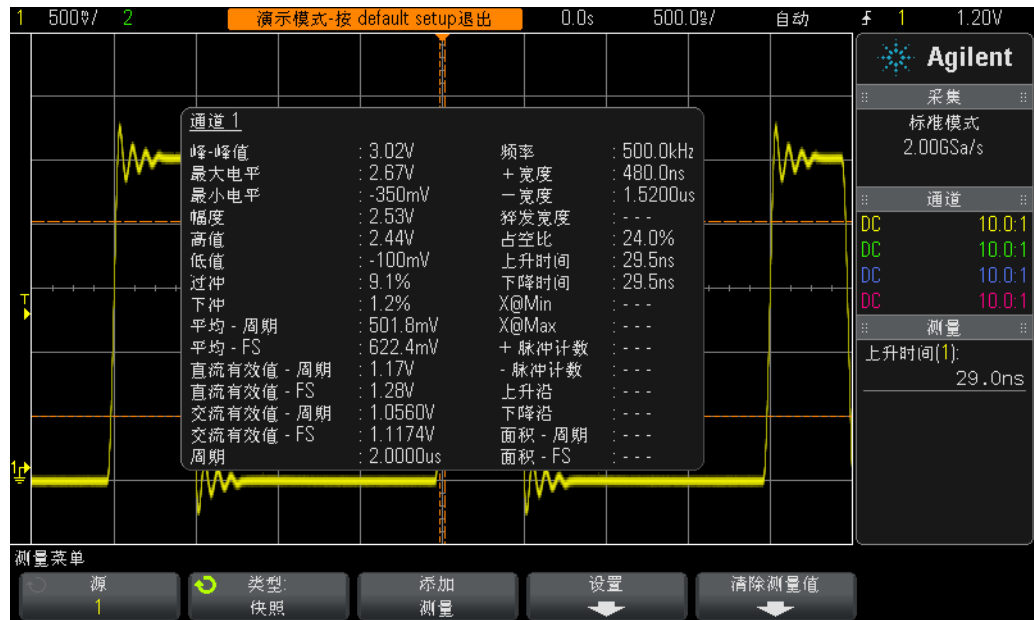 1 500♥/ 2 演示模式-按 default setup退出 0.0s 500.0♥/ 自动 1 1.20V
Agilent
采集
标准模式
2.00GSa/s
通道
DC 10.0:1
DC 10.0:1
DC 10.0:1
DC 10.0:1
测量
上升时间(1):
29.0ns
通道 1
峰-峰值 : 3.02V
最大电平 : 2.67V
最小电平 : -350mV
幅度 : 2.53V
高值 : 2.44V
低值 : -100mV
过冲 : 9.1%
下冲 : 1.2%
平均 - 周期 : 501.8mV
平均 - FS : 622.4mV
直流有效值 - 周期 : 1.17V
直流有效值 - FS : 1.28V
交流有效值 - 周期 : 1.0560V
交流有效值 - FS : 1.1174V
周期 : 2.0000us
频率 : 500.0kHz
+ 宽度 : 480.0ns
- 宽度 : 1.5200us
猝发宽度 : - - -
占空比 : 24.0%
上升时间 : 29.5ns
下降时间 : 29.5ns
X@Min : - - -
X@Max : - - -
+ 脉冲计数 : - - -
- 脉冲计数 : - - -
上升沿 : - - -
下降沿 : - - -
面积 - 周期 : - - -
面积 - FS : - - -
T
1
测量菜单
源
1
类型:
快照
添加
测量
设置
清除测量值